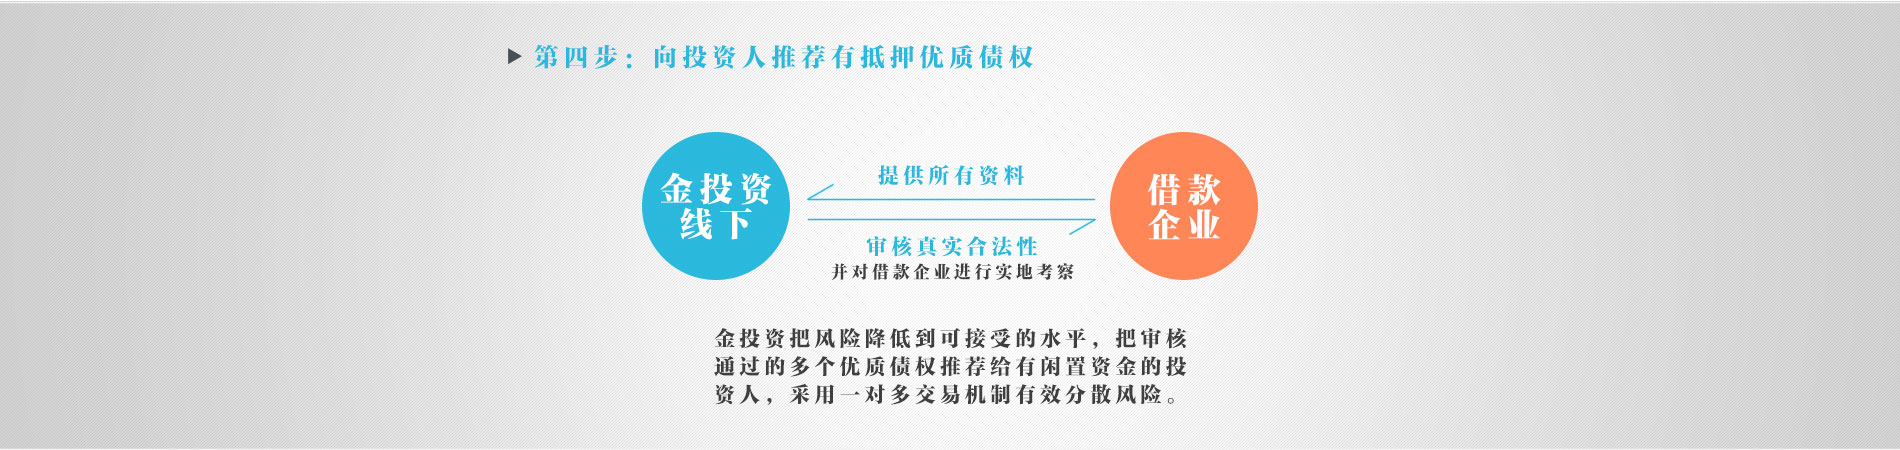 第四步：向投资人推荐有抵押优质债权
金投资
线下
提供所有资料
审核真实合法性
并对借款企业进行实地考察
借款
企业
金投资把风险降低到可接受的水平，把审核
通过的多个优质债权推荐给有闲置资金的投
资人，采用一对多交易机制有效分散风险。